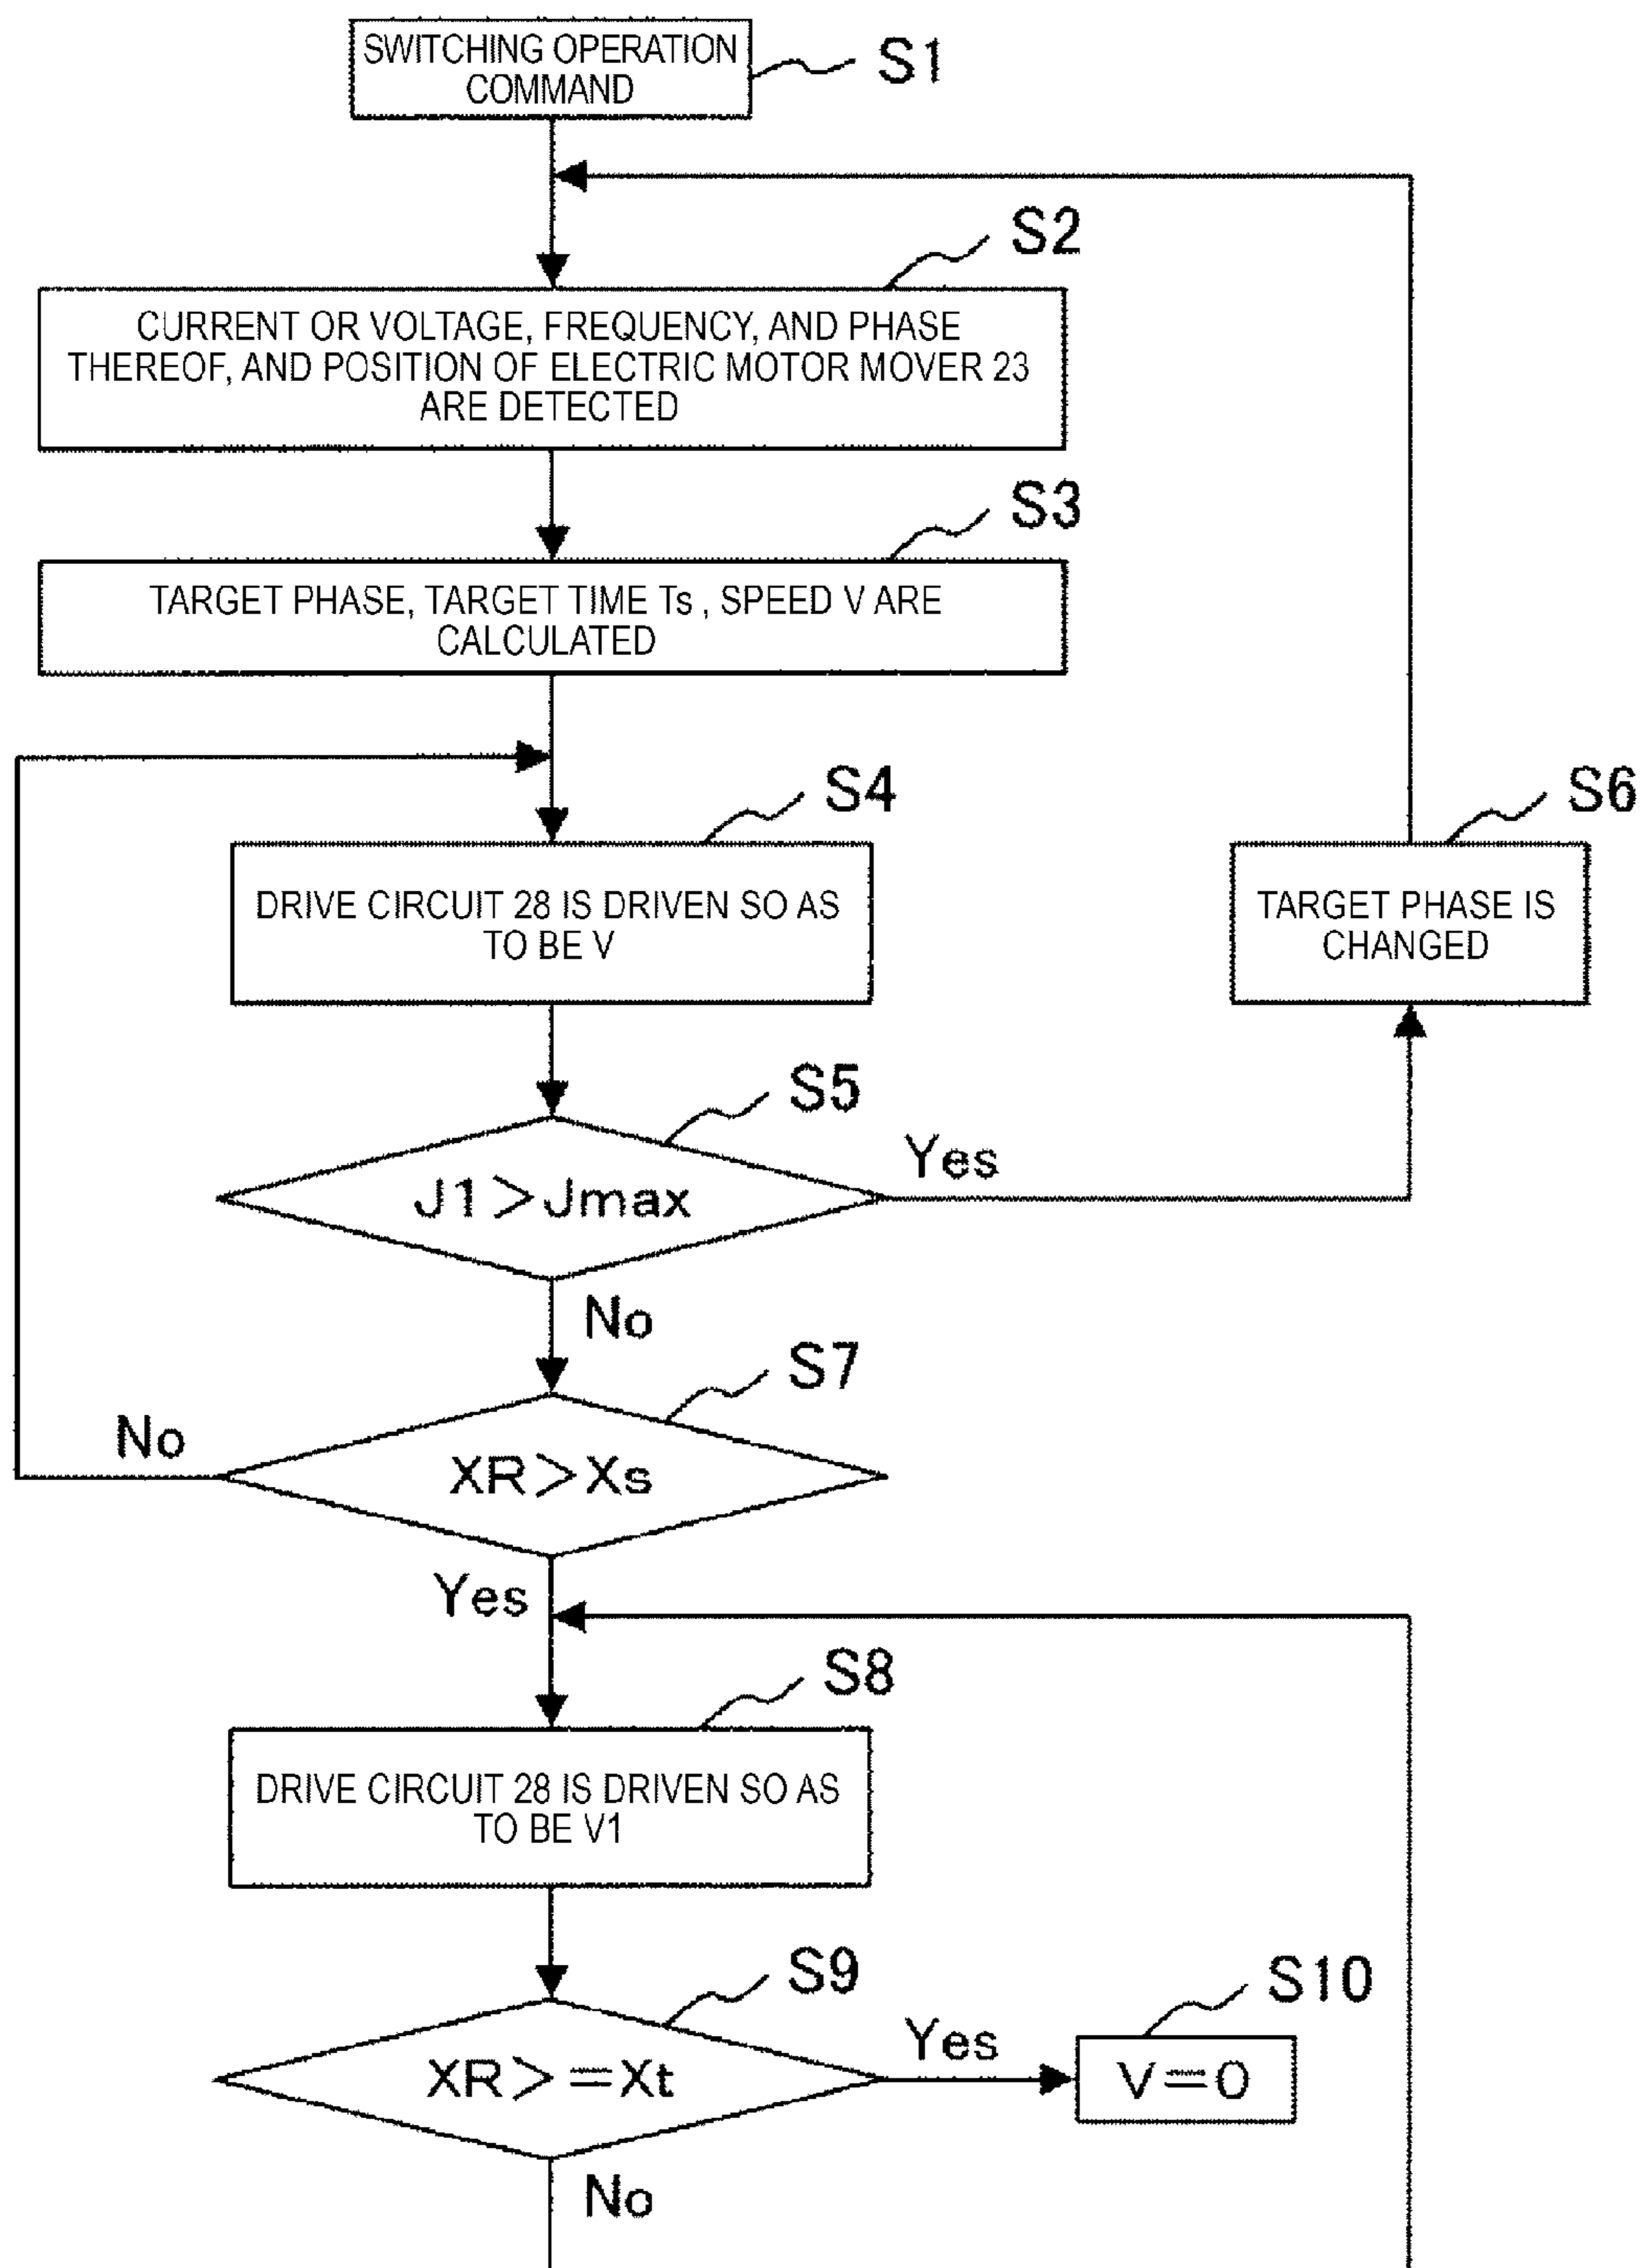 SWITCHING OPERATION
COMMAND
S1
S2
CURRENT OR VOLTAGE, FREQUENCY, AND PHASE
THEREOF, AND POSITION OF ELECTRIC MOTOR MOVER 23
ARE DETECTED
S3
TARGET PHASE, TARGET TIME Ts , SPEED V ARE
CALCULATED
S4
DRIVE CIRCUIT 28 IS DRIVEN SO AS
TO BE V
S6
TARGET PHASE IS
CHANGED
S5
J1>Jmax
Yes
No
S7
XR>Xs
No
Yes
S8
DRIVE CIRCUIT 28 IS DRIVEN SO AS
TO BE V1
S9
XR>=Xt
Yes
S10
V=0
No